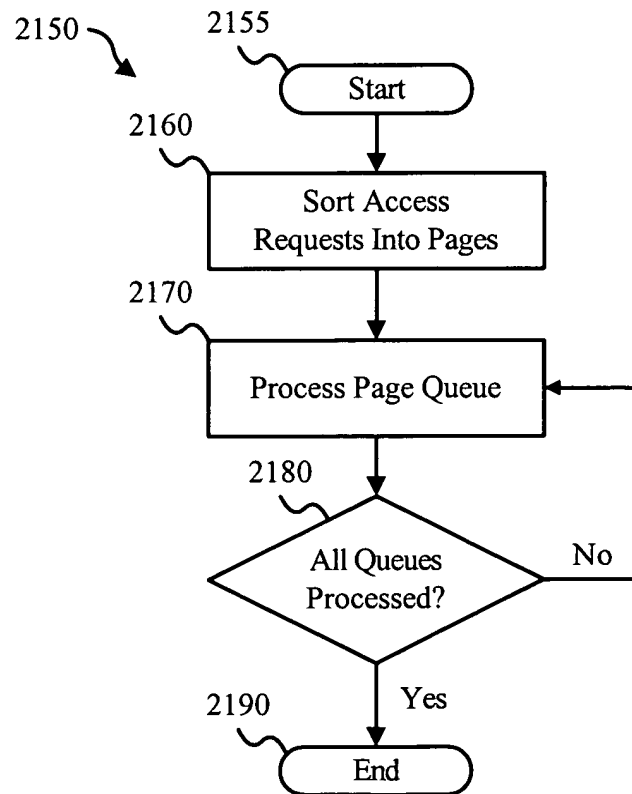 2150
2155
Start
2160
Sort Access
Requests Into Pages
2170
Process Page Queue
2180
All Queues
Processed?
No
Yes
2190
End